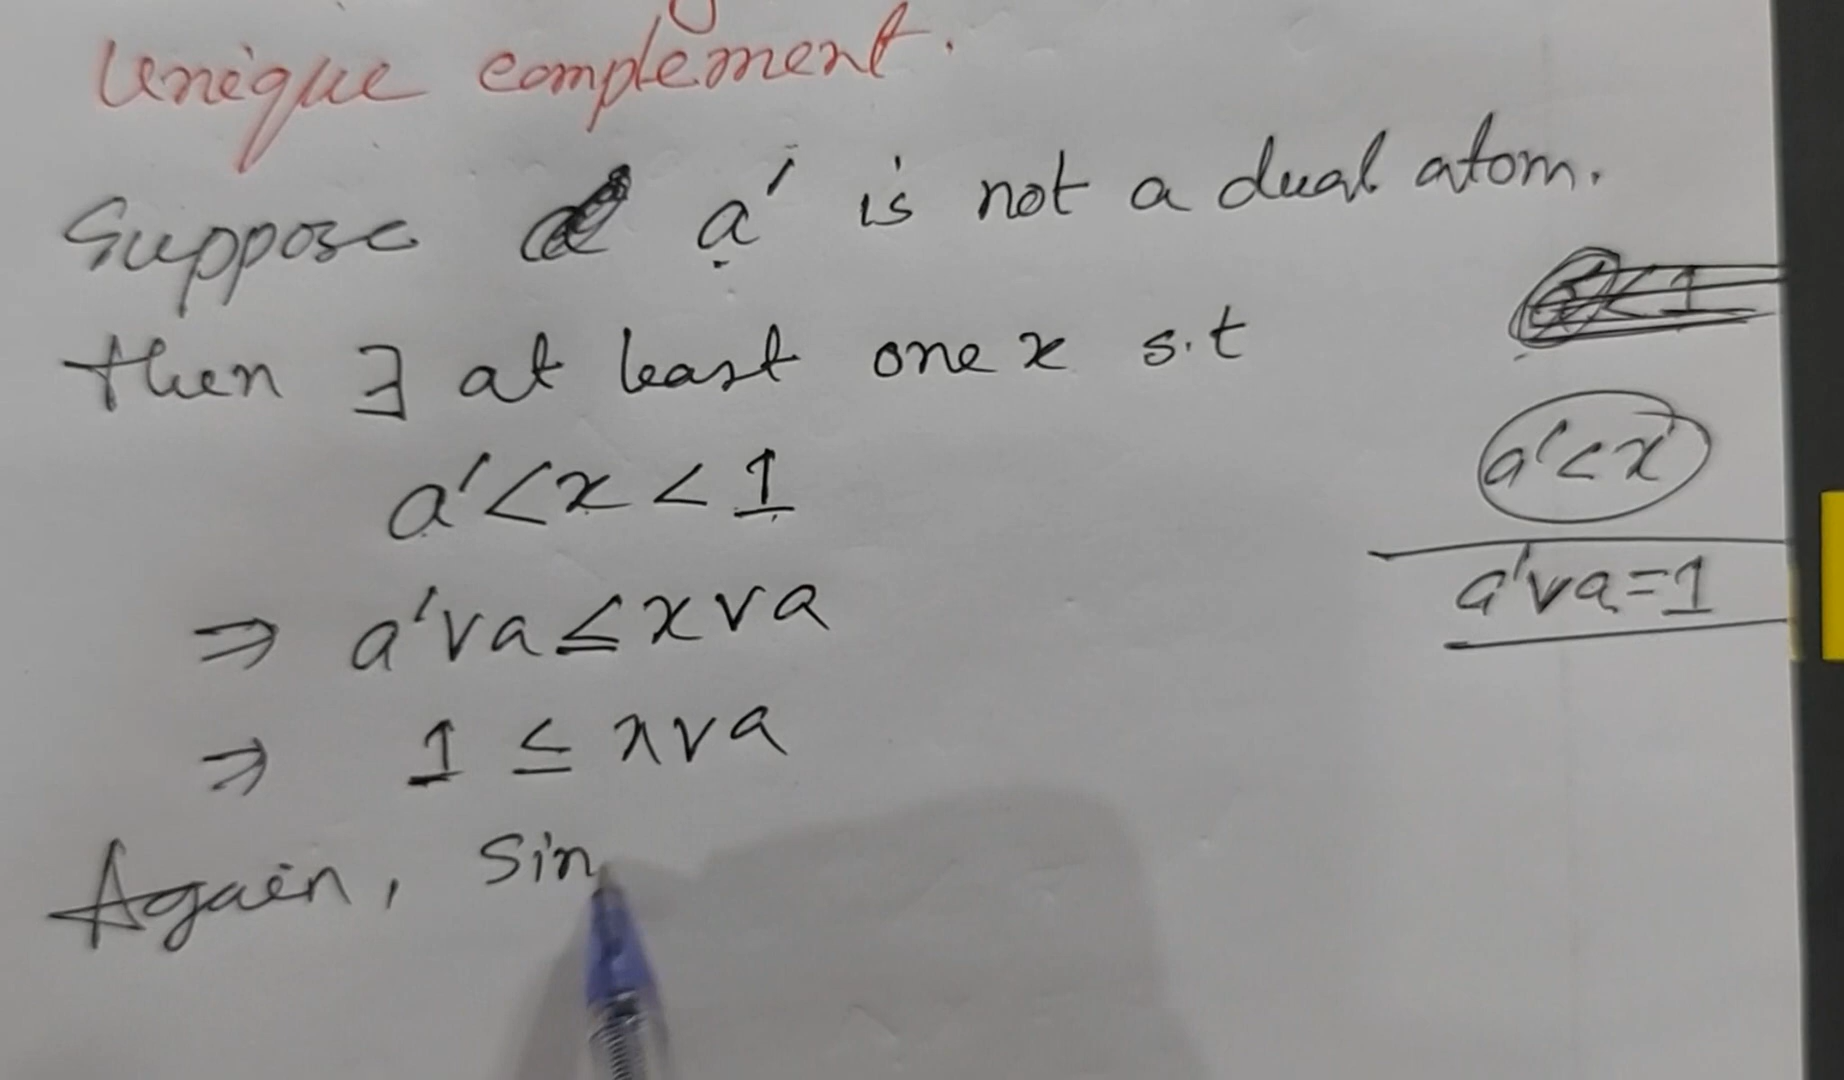 Unique complement.
Suppose a' is not a dual atom.
then ∃ at least one x s.t
a' < x < 1
a' < x
⇒ a' ∨ a ≤ x ∨ a
a' ∨ a = 1
⇒ 1 ≤ x ∨ a
Again, Sin